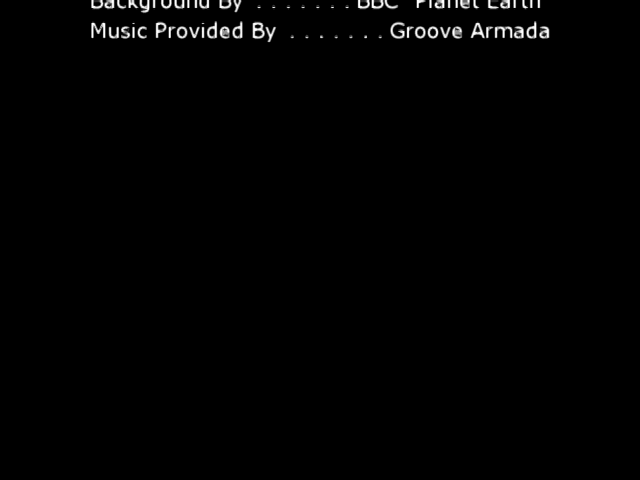 Background By . . . . . . . BBC "Planet Earth"
Music Provided By . . . . . . . Groove Armada